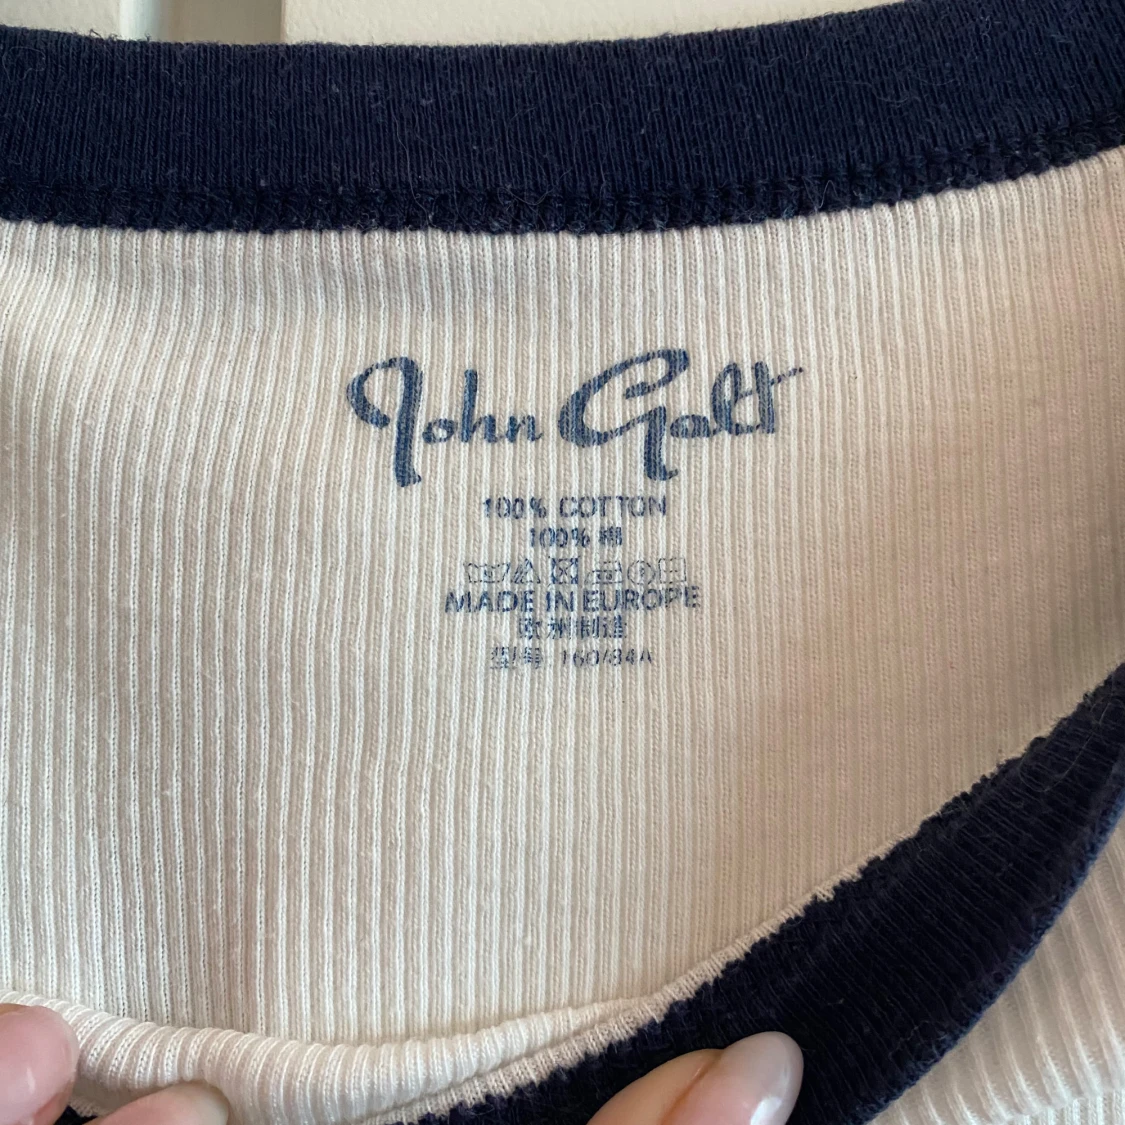 John Galt
100% COTTON
100% 棉
MADE IN EUROPE
欧洲制造
型号: 160/84A